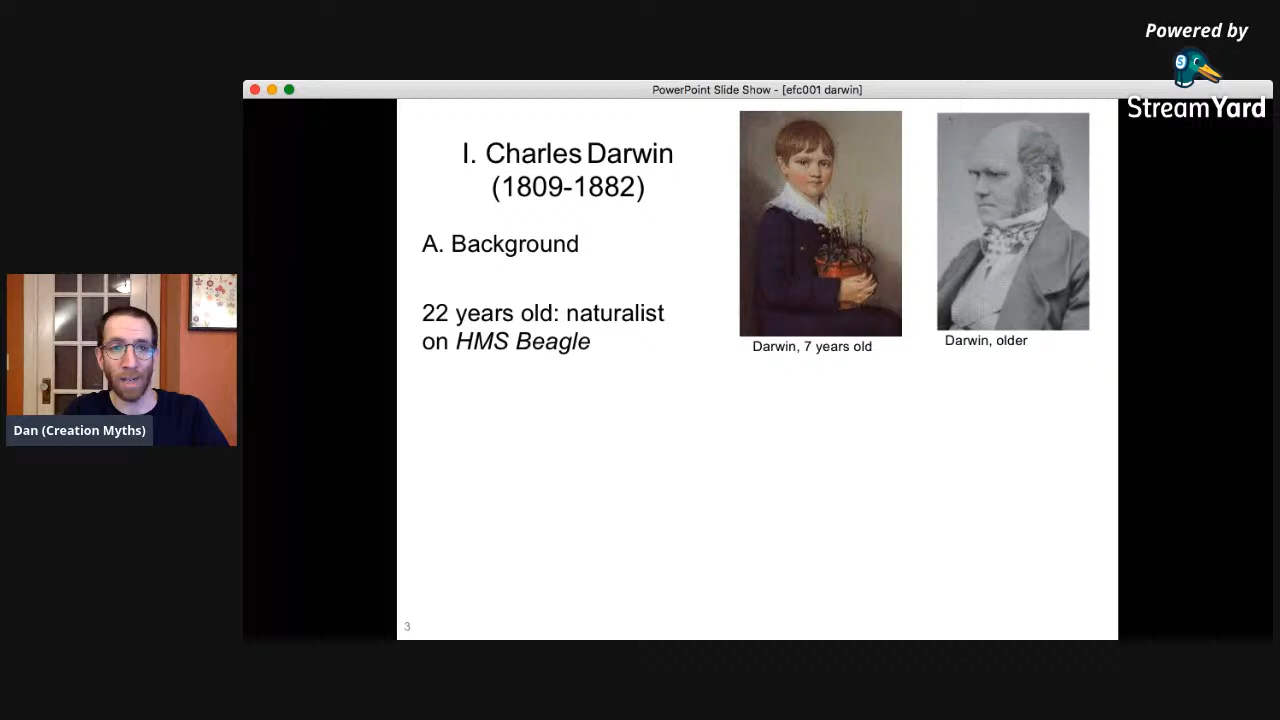 Powered by
StreamYard
PowerPoint Slide Show - [efc001 darwin]
I. Charles Darwin
(1809-1882)
A. Background
22 years old: naturalist
on HMS Beagle
Darwin, 7 years old
Darwin, older
Dan (Creation Myths)
3